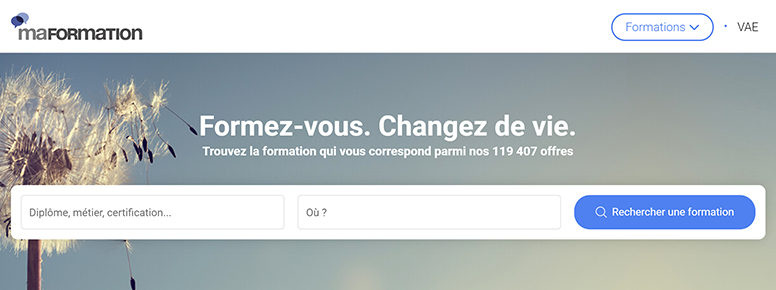 maFORMATION
Formations
VAE
Formez-vous. Changez de vie.
Trouvez la formation qui vous correspond parmi nos 119 407 offres
Diplôme, métier, certification...
Où ?
Rechercher une formation